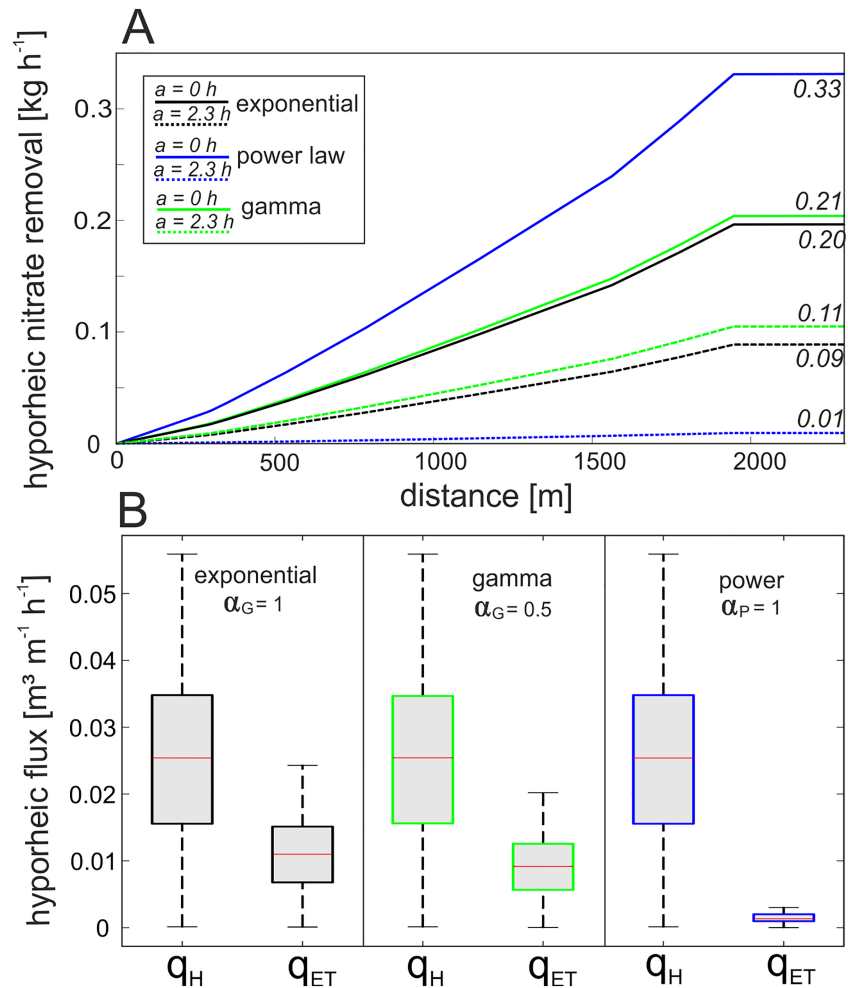 A
hyporheic nitrate removal [kg h⁻¹]
0.3
0.2
0.1
0
a = 0 h
exponential
a = 2.3 h
a = 0 h
power law
a = 2.3 h
a = 0 h
gamma
a = 2.3 h
0.33
0.21
0.20
0.11
0.09
0.01
0 500 1000 1500 2000
distance [m]
B
hyporheic flux [m³ m⁻¹ h⁻¹]
0.05
0.04
0.03
0.02
0.01
0
exponential
αG = 1
gamma
αG = 0.5
power
αP = 1
qH qET qH qET qH qET